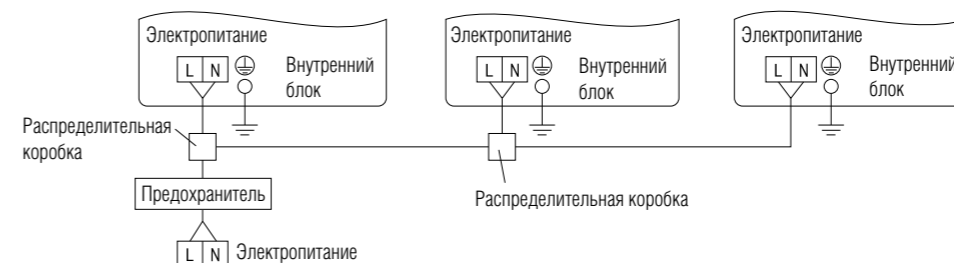 Электропитание
L N
Внутренний
блок
Электропитание
L N
Внутренний
блок
Электропитание
L N
Внутренний
блок
Распределительная
коробка
Предохранитель
Распределительная коробка
L N Электропитание